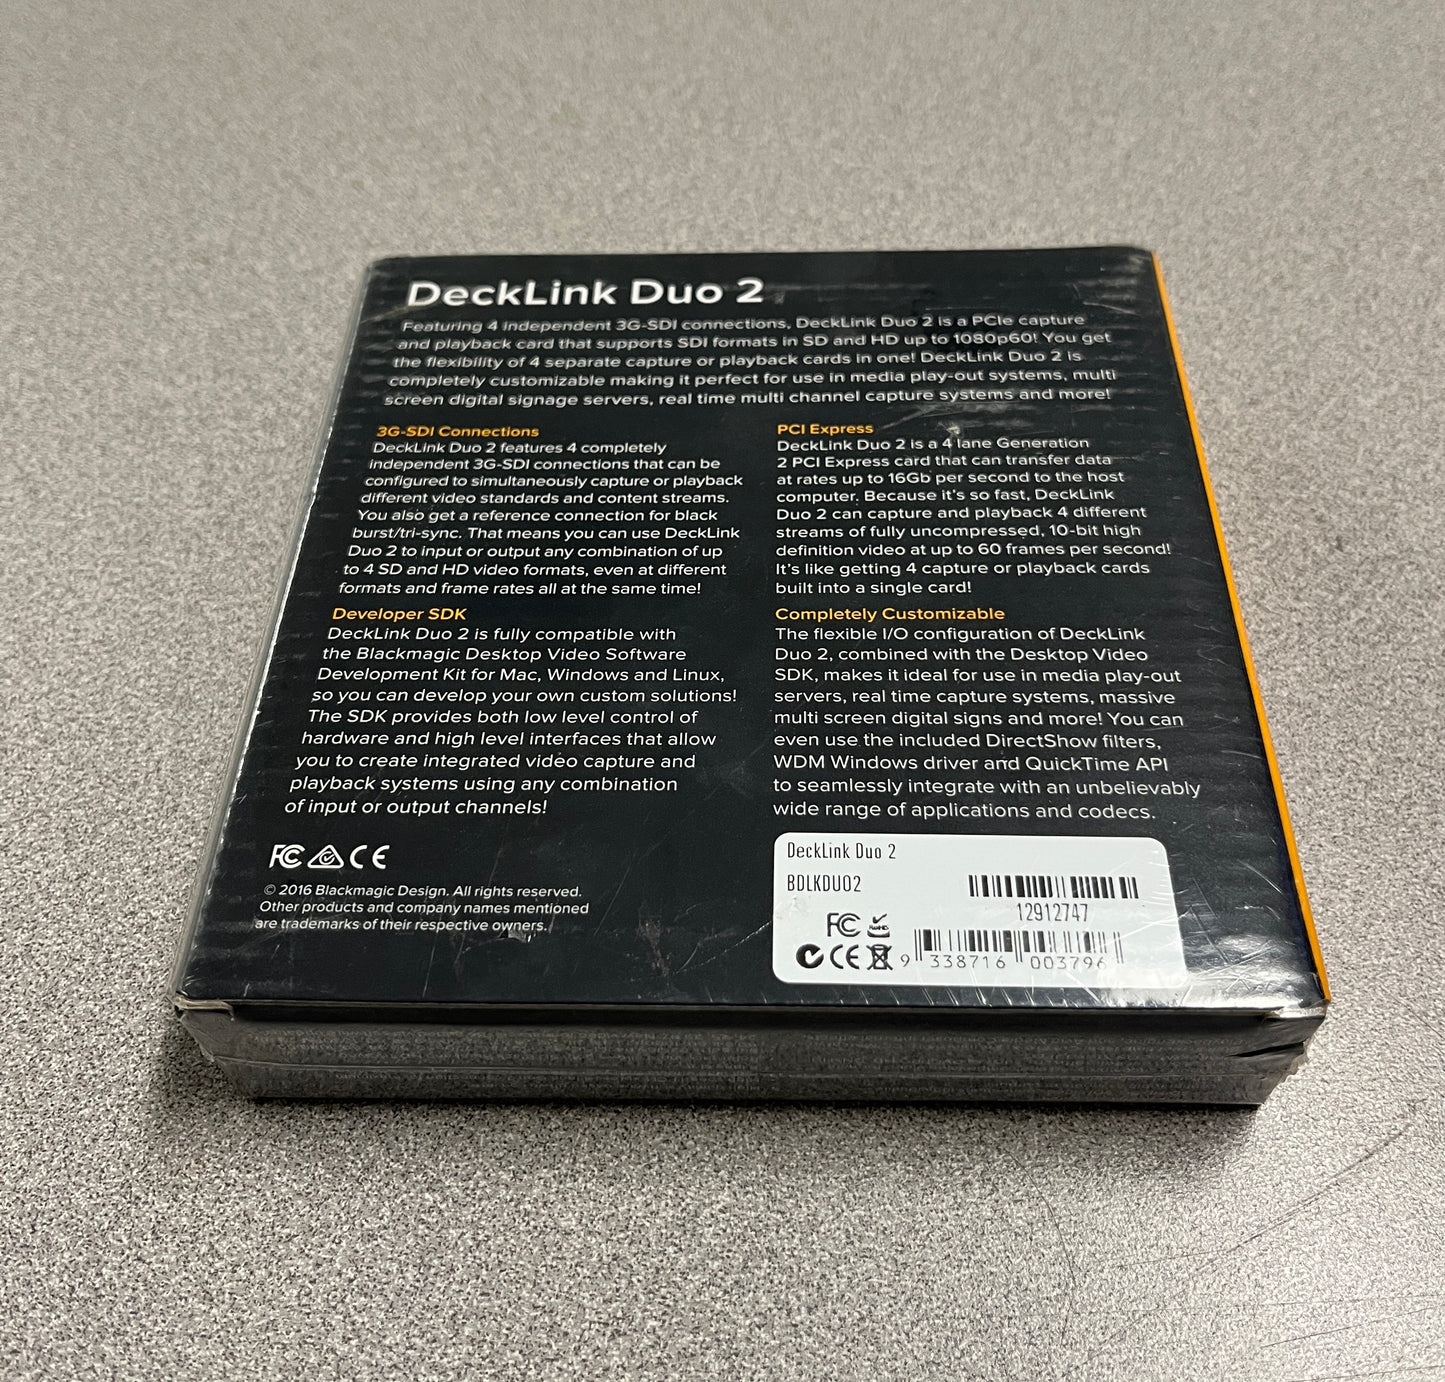 DeckLink Duo 2
Featuring 4 independent 3G-SDI connections, DeckLink Duo 2 is a PCIe capture
and playback card that supports SDI formats in SD and HD up to 1080p60! You get
the flexibility of 4 separate capture or playback cards in one! DeckLink Duo 2 is
completely customizable making it perfect for use in media play-out systems, multi
screen digital signage servers, real time multi channel capture systems and more!
3G-SDI Connections
DeckLink Duo 2 features 4 completely
independent 3G-SDI connections that can be
configured to simultaneously capture or playback
different video standards and content streams.
You also get a reference connection for black
burst/tri-sync. That means you can use DeckLink
Duo 2 to input or output any combination of up
to 4 SD and HD video formats, even at different
formats and frame rates all at the same time!
Developer SDK
DeckLink Duo 2 is fully compatible with
the Blackmagic Desktop Video Software
Development Kit for Mac, Windows and Linux,
so you can develop your own custom solutions!
The SDK provides both low level control of
hardware and high level interfaces that allow
you to create integrated video capture and
playback systems using any combination
of input or output channels!
PCI Express
DeckLink Duo 2 is a 4 lane Generation
2 PCI Express card that can transfer data
at rates up to 16Gb per second to the host
computer. Because it's so fast, DeckLink
Duo 2 can capture and playback 4 different
streams of fully uncompressed, 10-bit high
definition video at up to 60 frames per second!
It's like getting 4 capture or playback cards
built into a single card!
Completely Customizable
The flexible I/O configuration of DeckLink
Duo 2, combined with the Desktop Video
SDK, makes it ideal for use in media play-out
servers, real time capture systems, massive
multi screen digital signs and more! You can
even use the included DirectShow filters,
WDM Windows driver and QuickTime API
to seamlessly integrate with an unbelievably
wide range of applications and codecs.
FC CE
© 2016 Blackmagic Design. All rights reserved.
Other products and company names mentioned
are trademarks of their respective owners.
DeckLink Duo 2
BDLKDUO2
12912747
FC
CE
9 338716 003796